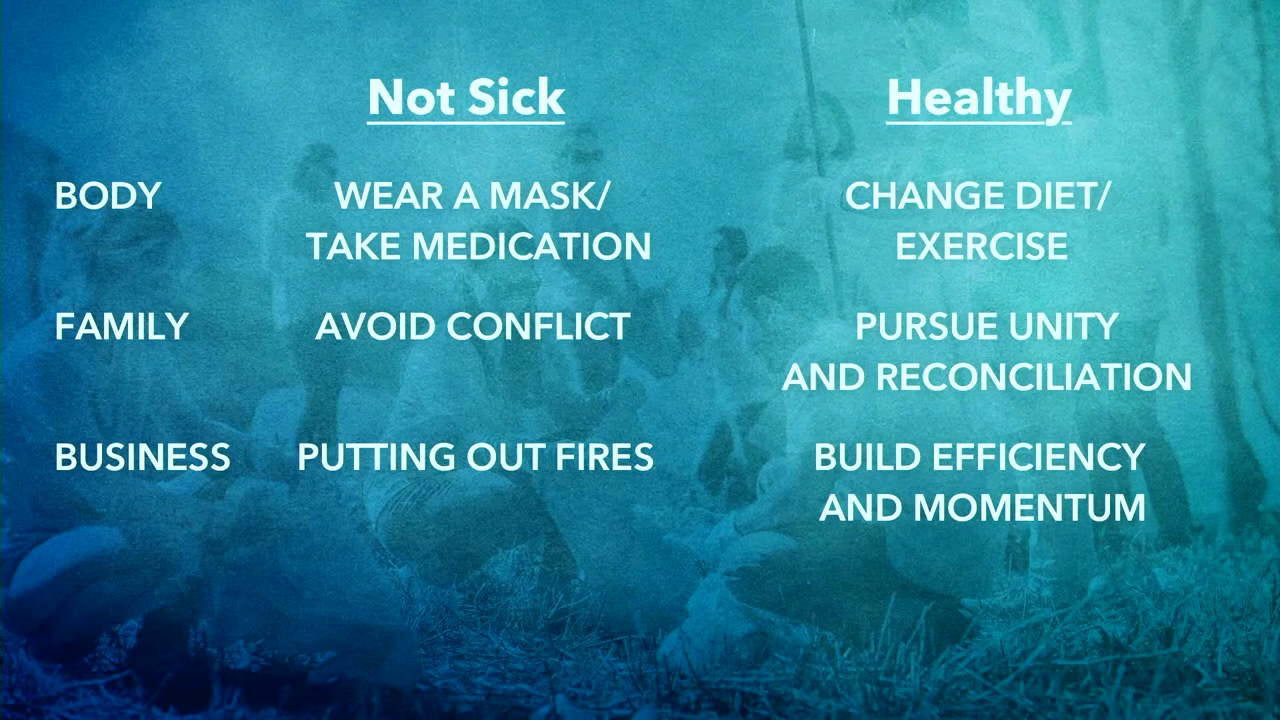 Not Sick Healthy
BODY WEAR A MASK/ CHANGE DIET/
TAKE MEDICATION EXERCISE
FAMILY AVOID CONFLICT PURSUE UNITY
AND RECONCILIATION
BUSINESS PUTTING OUT FIRES BUILD EFFICIENCY
AND MOMENTUM